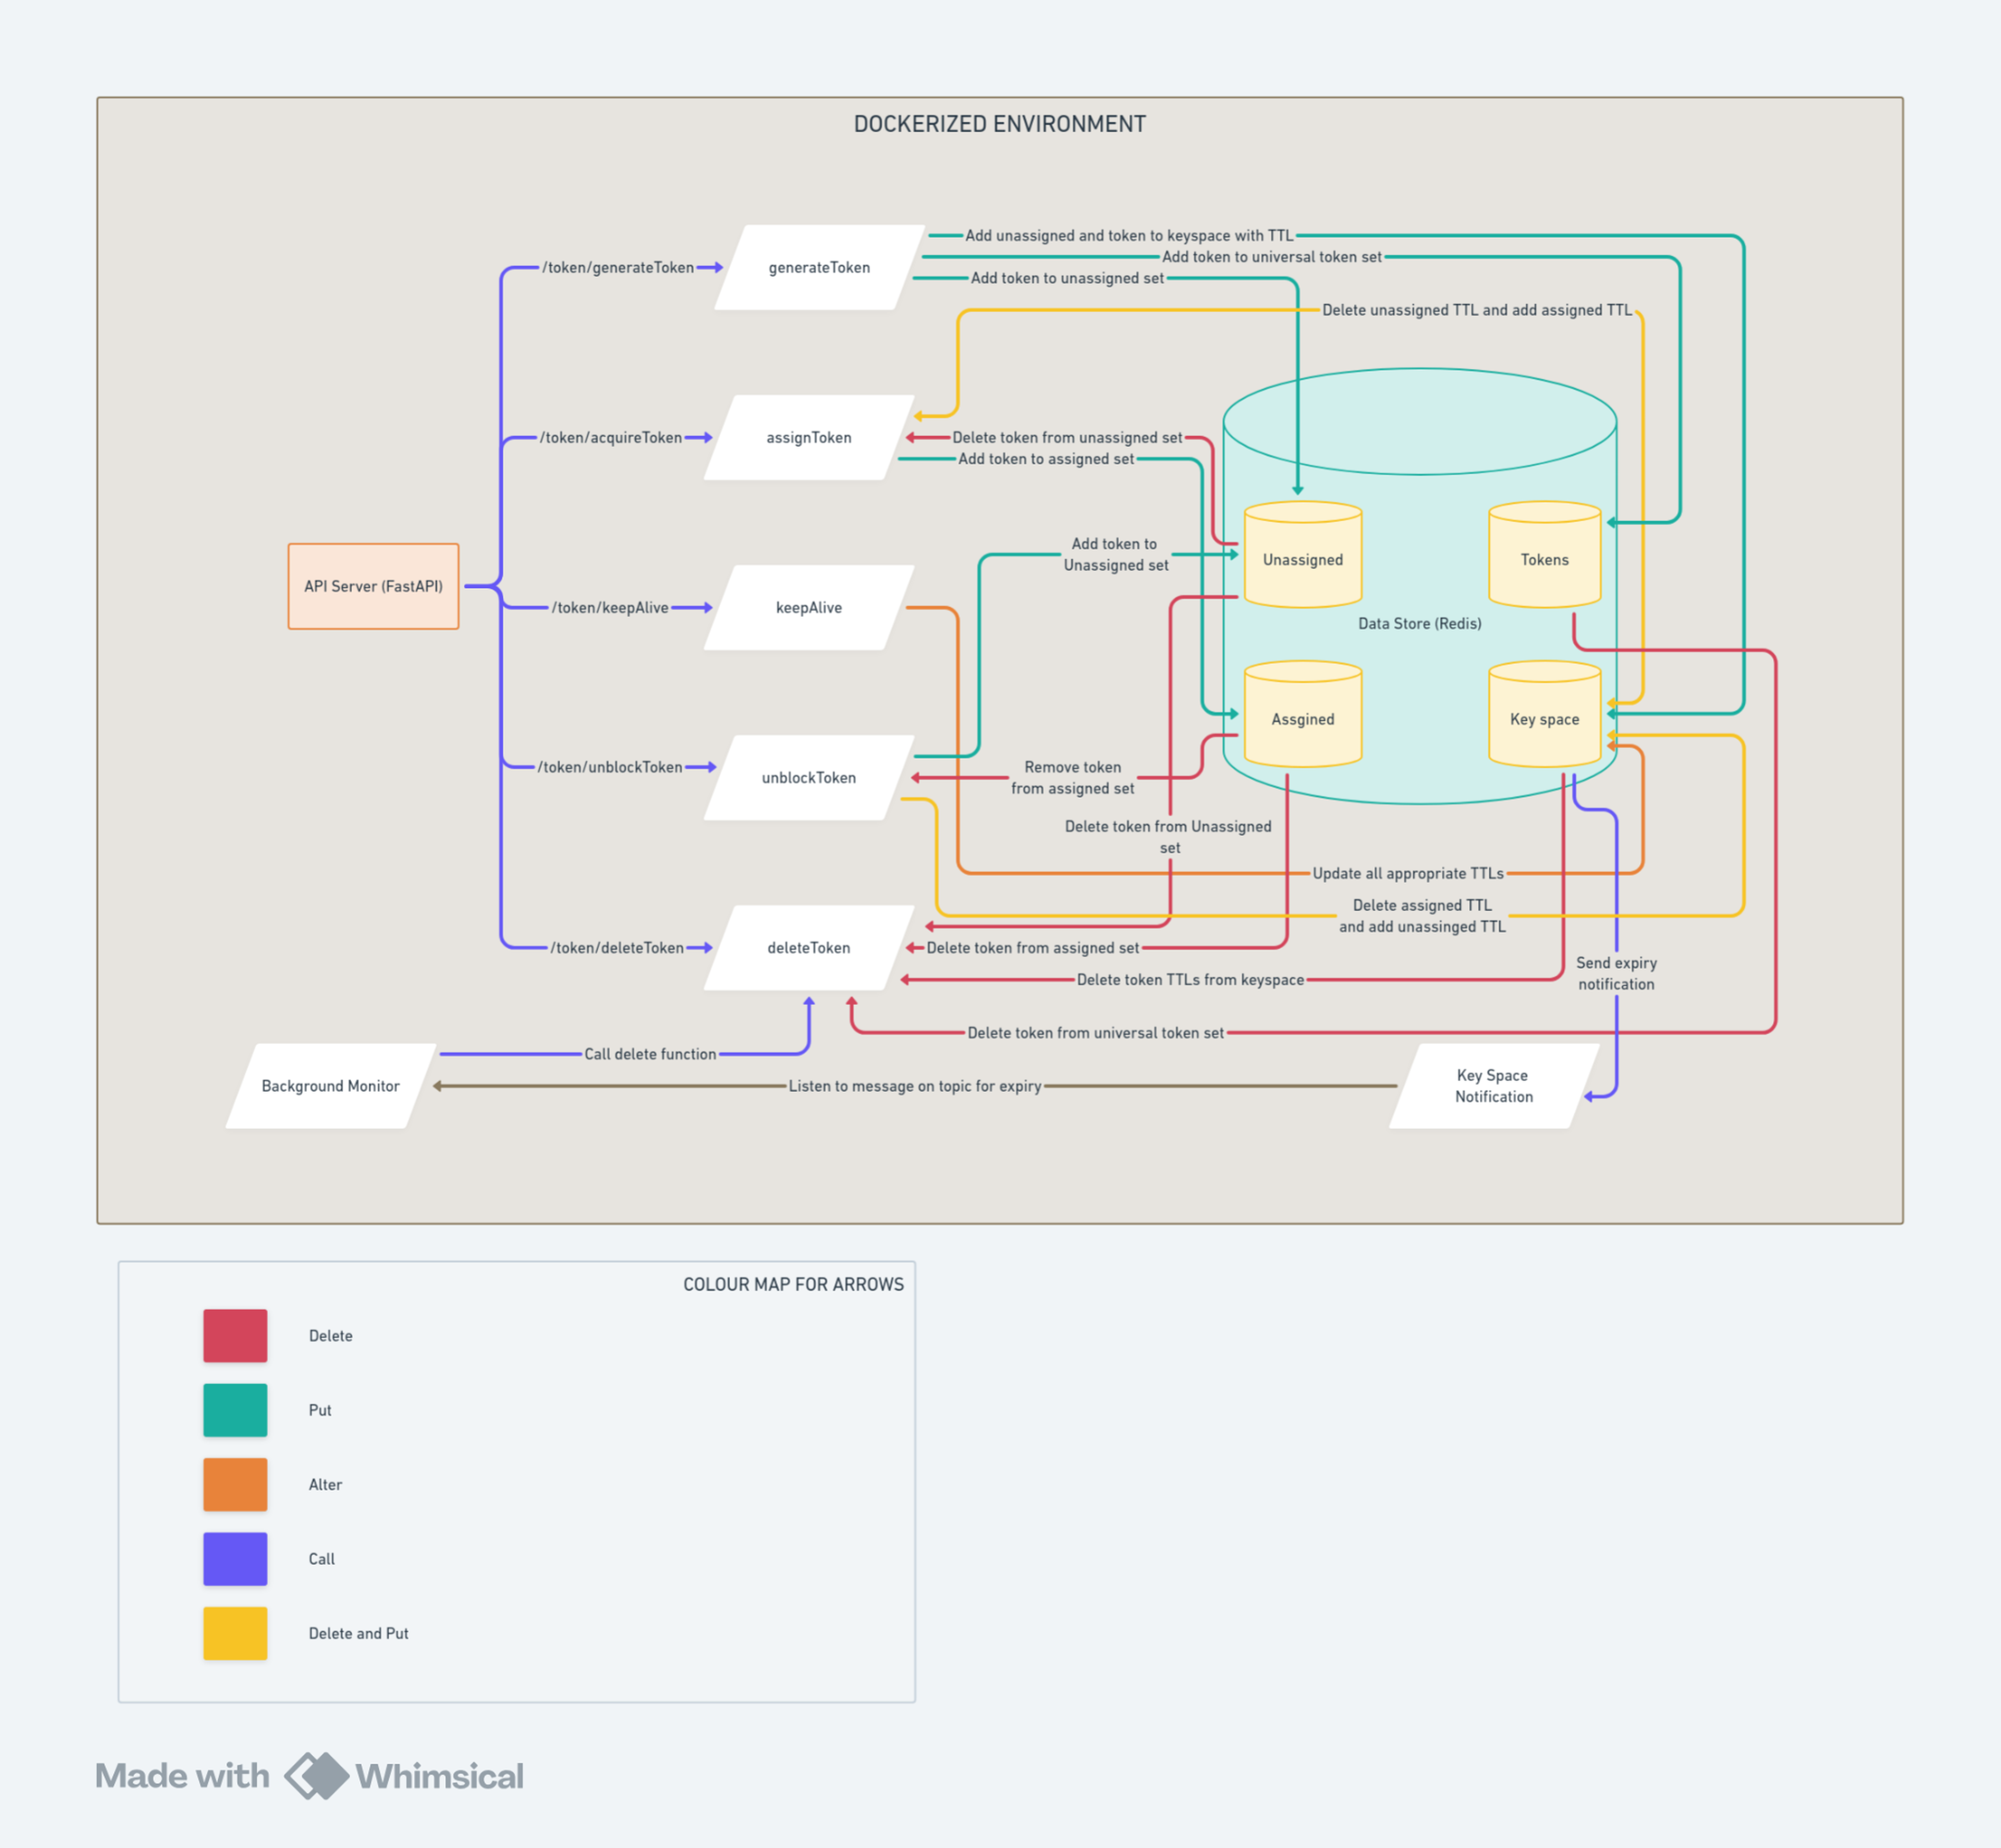 DOCKERIZED ENVIRONMENT
Add unassigned and token to keyspace with TTL
/token/generateToken
generateToken
Add token to universal token set
Add token to unassigned set
Delete unassigned TTL and add assigned TTL
/token/acquireToken
assignToken
Delete token from unassigned set
Add token to assigned set
Add token to
Unassigned set
Unassigned
Tokens
API Server (FastAPI)
/token/keepAlive
keepAlive
Data Store (Redis)
Assgined
Key space
/token/unblockToken
unblockToken
Remove token
from assigned set
Delete token from Unassigned
set
Update all appropriate TTLs
Delete assigned TTL
and add unassinged TTL
/token/deleteToken
deleteToken
Delete token from assigned set
Delete token TTLs from keyspace
Send expiry
notification
Delete token from universal token set
Call delete function
Background Monitor
Listen to message on topic for expiry
Key Space
Notification
COLOUR MAP FOR ARROWS
Delete
Put
Alter
Call
Delete and Put
Made with Whimsical